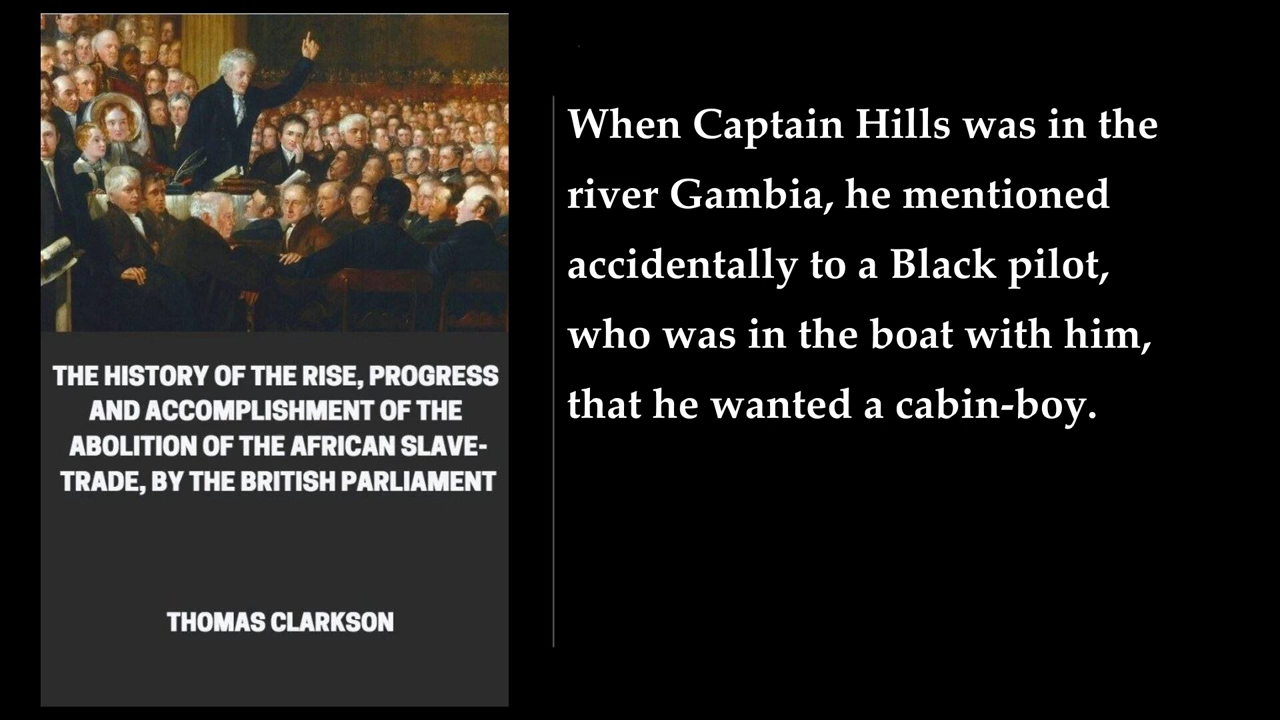 THE HISTORY OF THE RISE, PROGRESS
AND ACCOMPLISHMENT OF THE
ABOLITION OF THE AFRICAN SLAVE-
TRADE, BY THE BRITISH PARLIAMENT
THOMAS CLARKSON
When Captain Hills was in the
river Gambia, he mentioned
accidentally to a Black pilot,
who was in the boat with him,
that he wanted a cabin-boy.